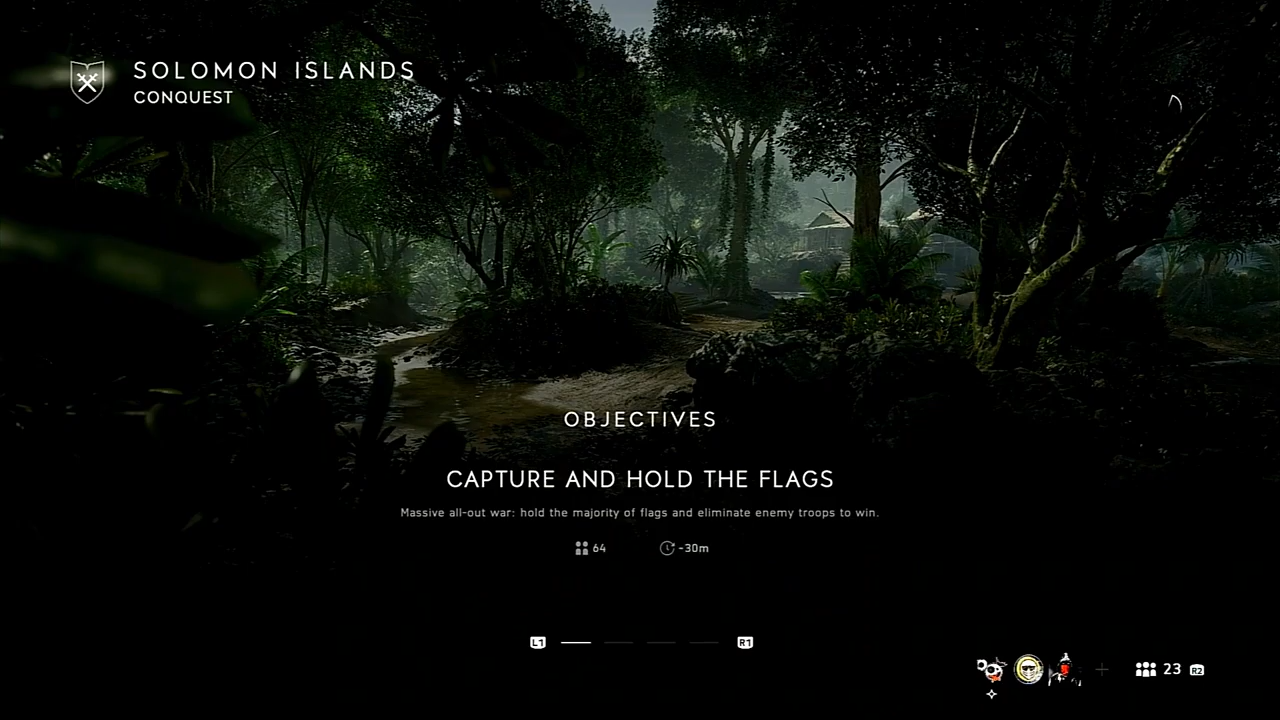 SOLOMON ISLANDS
CONQUEST
OBJECTIVES
CAPTURE AND HOLD THE FLAGS
Massive all-out war: hold the majority of flags and eliminate enemy troops to win.
64 ~30m
L1 R1
23 R2